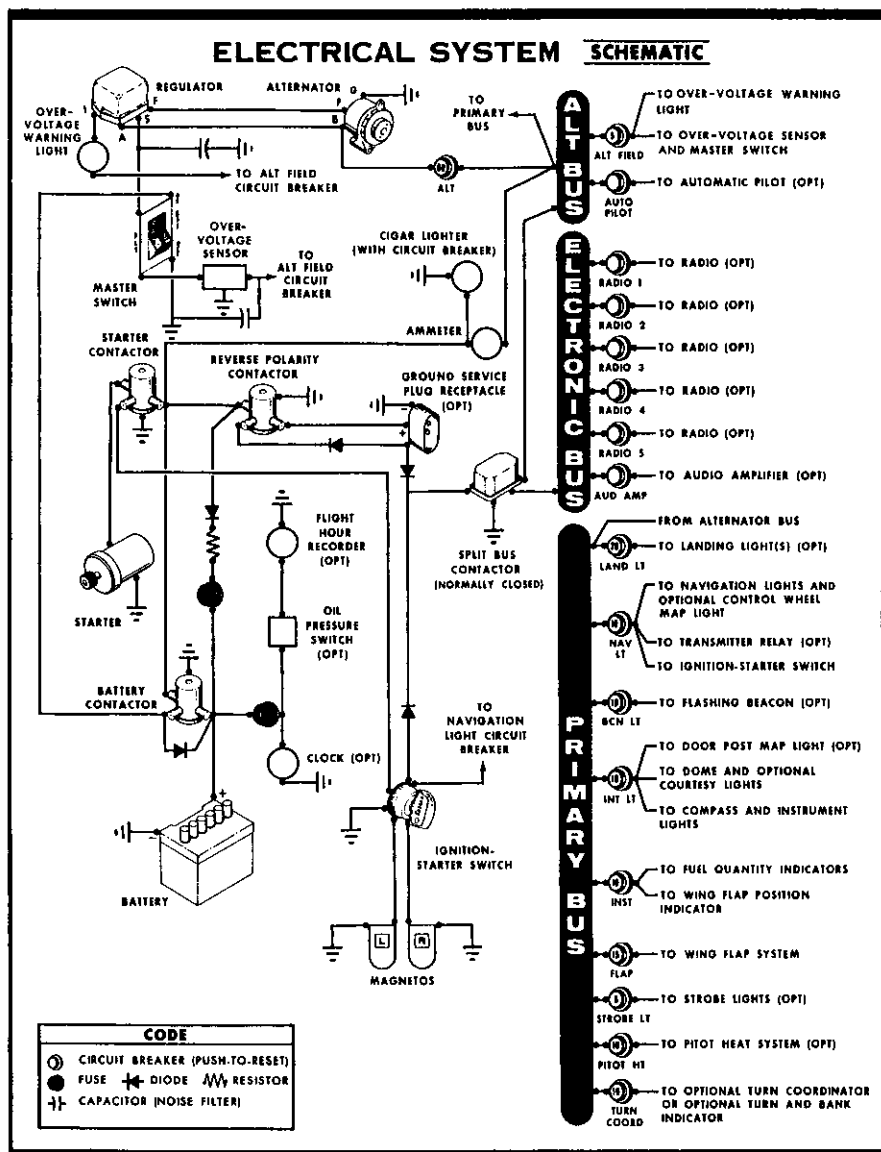 ELECTRICAL SYSTEM SCHEMATIC
REGULATOR
ALTERNATOR
G
F
F
S
A
B
OVER-
VOLTAGE
WARNING
LIGHT
TO ALT FIELD
CIRCUIT BREAKER
ALT
TO
PRIMARY
BUS
ALT BUS
5
ALT FIELD
TO OVER-VOLTAGE WARNING
LIGHT
TO OVER-VOLTAGE SENSOR
AND MASTER SWITCH
AUTO
PILOT
TO AUTOMATIC PILOT (OPT)
MASTER
SWITCH
OVER-
VOLTAGE
SENSOR
TO
ALT FIELD
CIRCUIT
BREAKER
CIGAR LIGHTER
(WITH CIRCUIT BREAKER)
AMMETER
STARTER
CONTACTOR
REVERSE POLARITY
CONTACTOR
GROUND SERVICE
PLUG RECEPTACLE
(OPT)
-
+
ELECTRONIC BUS
RADIO 1
TO RADIO (OPT)
RADIO 2
TO RADIO (OPT)
RADIO 3
TO RADIO (OPT)
RADIO 4
TO RADIO (OPT)
RADIO 5
TO RADIO (OPT)
AUD AMP
TO AUDIO AMPLIFIER (OPT)
SPLIT BUS
CONTACTOR
(NORMALLY CLOSED)
STARTER
FLIGHT
HOUR
RECORDER
(OPT)
OIL
PRESSURE
SWITCH
(OPT)
BATTERY
CONTACTOR
CLOCK (OPT)
+
-
BATTERY
TO
NAVIGATION
LIGHT CIRCUIT
BREAKER
IGNITION-
STARTER SWITCH
L
R
MAGNETOS
PRIMARY BUS
FROM ALTERNATOR BUS
20
LAND LT
TO LANDING LIGHT(S) (OPT)
10
NAV
LT
TO NAVIGATION LIGHTS AND
OPTIONAL CONTROL WHEEL
MAP LIGHT
TO TRANSMITTER RELAY (OPT)
TO IGNITION-STARTER SWITCH
10
BCN LT
TO FLASHING BEACON (OPT)
10
INT LT
TO DOOR POST MAP LIGHT (OPT)
TO DOME AND OPTIONAL
COURTESY LIGHTS
TO COMPASS AND INSTRUMENT
LIGHTS
10
INST
TO FUEL QUANTITY INDICATORS
TO WING FLAP POSITION
INDICATOR
15
FLAP
TO WING FLAP SYSTEM
5
STROBE LT
TO STROBE LIGHTS (OPT)
10
PITOT HT
TO PITOT HEAT SYSTEM (OPT)
10
TURN
COORD
TO OPTIONAL TURN COORDINATOR
OR OPTIONAL TURN AND BANK
INDICATOR
CODE
CIRCUIT BREAKER (PUSH-TO-RESET)
FUSE DIODE RESISTOR
CAPACITOR (NOISE FILTER)